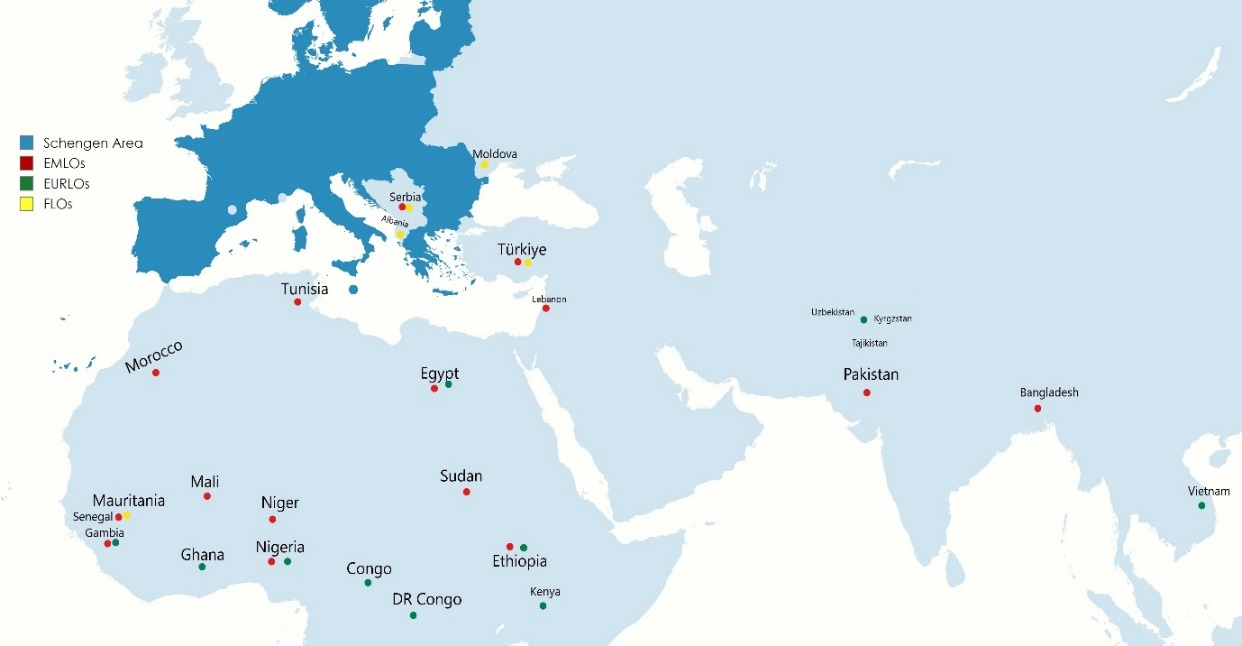 Schengen Area
EMLOs
EURLOs
FLOs
Moldova
Serbia
Albania
Türkiye
Tunisia
Lebanon
Uzbekistan
Kyrgzstan
Tajikistan
Morocco
Egypt
Pakistan
Bangladesh
Mali
Sudan
Mauritania
Niger
Senegal
Gambia
Vietnam
Ghana
Nigeria
Ethiopia
Congo
DR Congo
Kenya